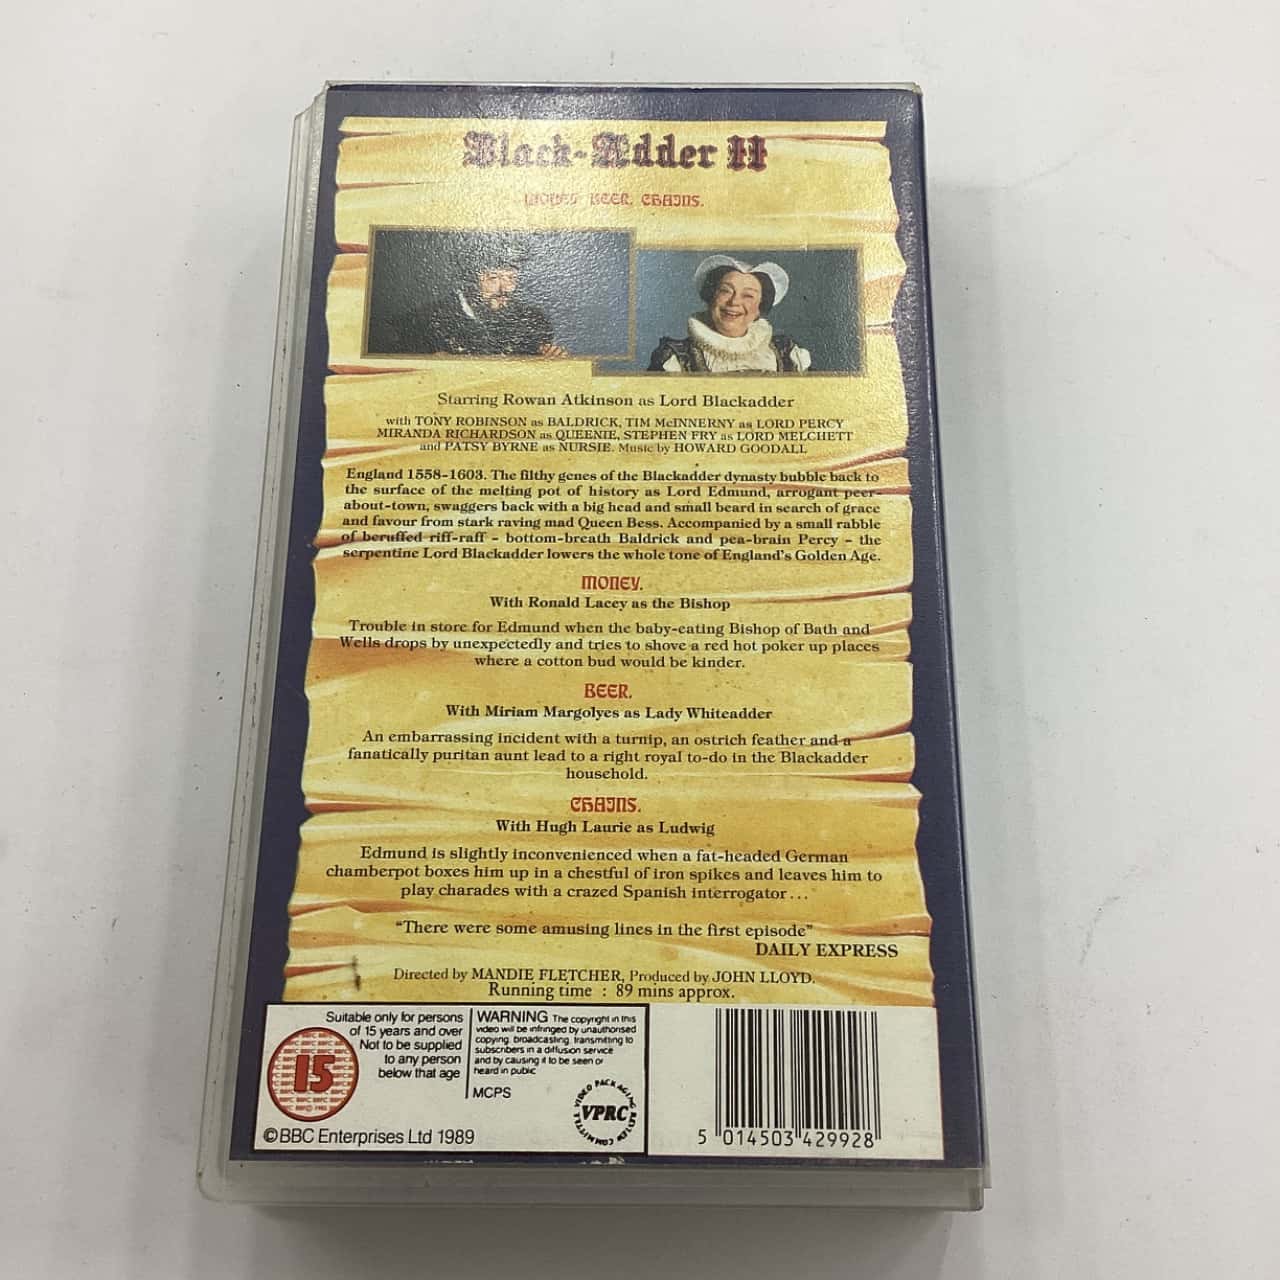 Black-Adder II
MONEY. BEER. CHAINS.
Starring Rowan Atkinson as Lord Blackadder
with TONY ROBINSON as BALDRICK, TIM McINNERNY as LORD PERCY
MIRANDA RICHARDSON as QUEENIE, STEPHEN FRY as LORD MELCHETT
and PATSY BYRNE as NURSIE. Music by HOWARD GOODALL
England 1558-1603. The filthy genes of the Blackadder dynasty bubble back to
the surface of the melting pot of history as Lord Edmund, arrogant peer-
about-town, swaggers back with a big head and small beard in search of grace
and favour from stark raving mad Queen Bess. Accompanied by a small rabble
of beruffed riff-raff - bottom-breath Baldrick and pea-brain Percy - the
serpentine Lord Blackadder lowers the whole tone of England's Golden Age.
MONEY.
With Ronald Lacey as the Bishop
Trouble in store for Edmund when the baby-eating Bishop of Bath and
Wells drops by unexpectedly and tries to shove a red hot poker up places
where a cotton bud would be kinder.
BEER.
With Miriam Margolyes as Lady Whiteadder
An embarrassing incident with a turnip, an ostrich feather and a
fanatically puritan aunt lead to a right royal to-do in the Blackadder
household.
CHAINS.
With Hugh Laurie as Ludwig
Edmund is slightly inconvenienced when a fat-headed German
chamberpot boxes him up in a chestful of iron spikes and leaves him to
play charades with a crazed Spanish interrogator...
"There were some amusing lines in the first episode"
DAILY EXPRESS
Directed by MANDIE FLETCHER, Produced by JOHN LLOYD.
Running time : 89 mins approx.
15
Suitable only for persons
of 15 years and over
Not to be supplied
to any person
below that age
WARNING The copyright in this
video will be infringed by unauthorised
copying, broadcasting, transmitting to
subscribers in a diffusion service
and by causing it to be seen or
heard in public
MCPS
VIDEO PACKAGING REVIEW COMMITTEE
VPRC
©BBC Enterprises Ltd 1989
5 014503 429928